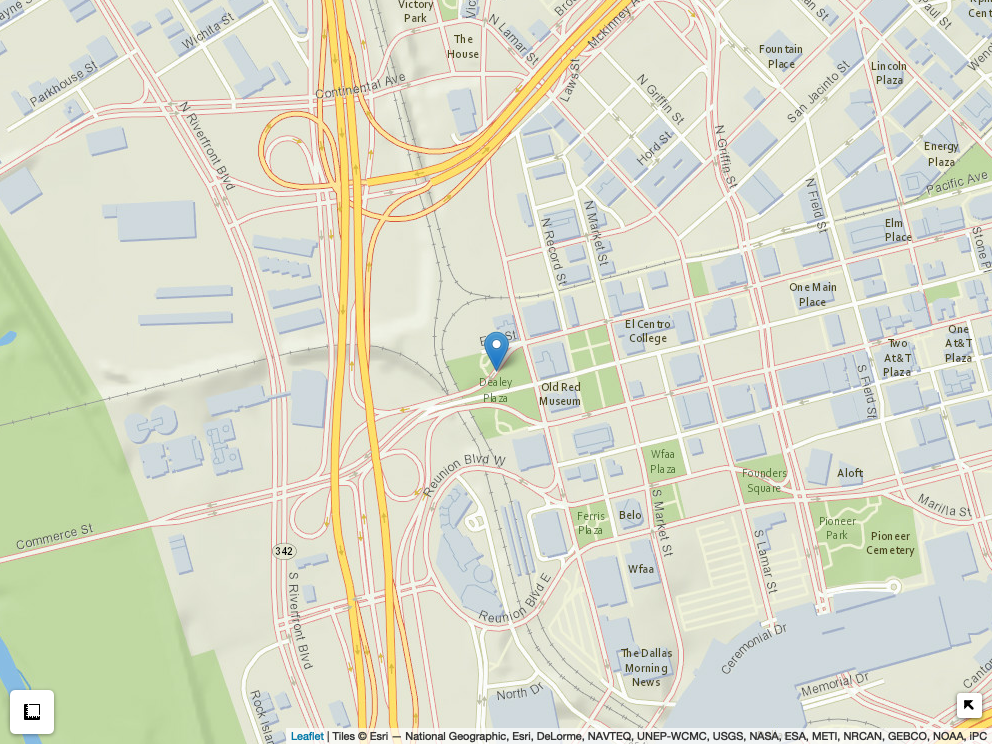 Wichita St
Victory
Park
The
House
N Lamar St
Mckinney A
Laws St
Fountain
Place
Lincoln
Plaza
San Jacinto St
Parkhouse St
Continental Ave
N Riverfront Blvd
N Griffin St
Hord St
N Griffin St
Energy
Plaza
Pacific Ave
N Field St
Elm
Place
Stone Pl
N Record St
N Market St
One Main
Place
El Centro
College
Two
At&T
Plaza
One
At&T
Plaza
Dealey
Plaza
Old Red
Museum
S Field St
Reunion Blvd W
Wfaa
Plaza
Founders
Square
Aloft
Marilla St
Commerce St
342
Ferris
Plaza
Belo
S Market St
Pioneer
Park
Pioneer
Cemetery
S Lamar St
Wfaa
S Riverfront Blvd
Reunion Blvd E
Ceremonial Dr
The Dallas
Morning
News
North Dr
Memorial Dr
Rock Isla
Canto
Leaflet | Tiles © Esri — National Geographic, Esri, DeLorme, NAVTEQ, UNEP-WCMC, USGS, NASA, ESA, METI, NRCAN, GEBCO, NOAA, iPC